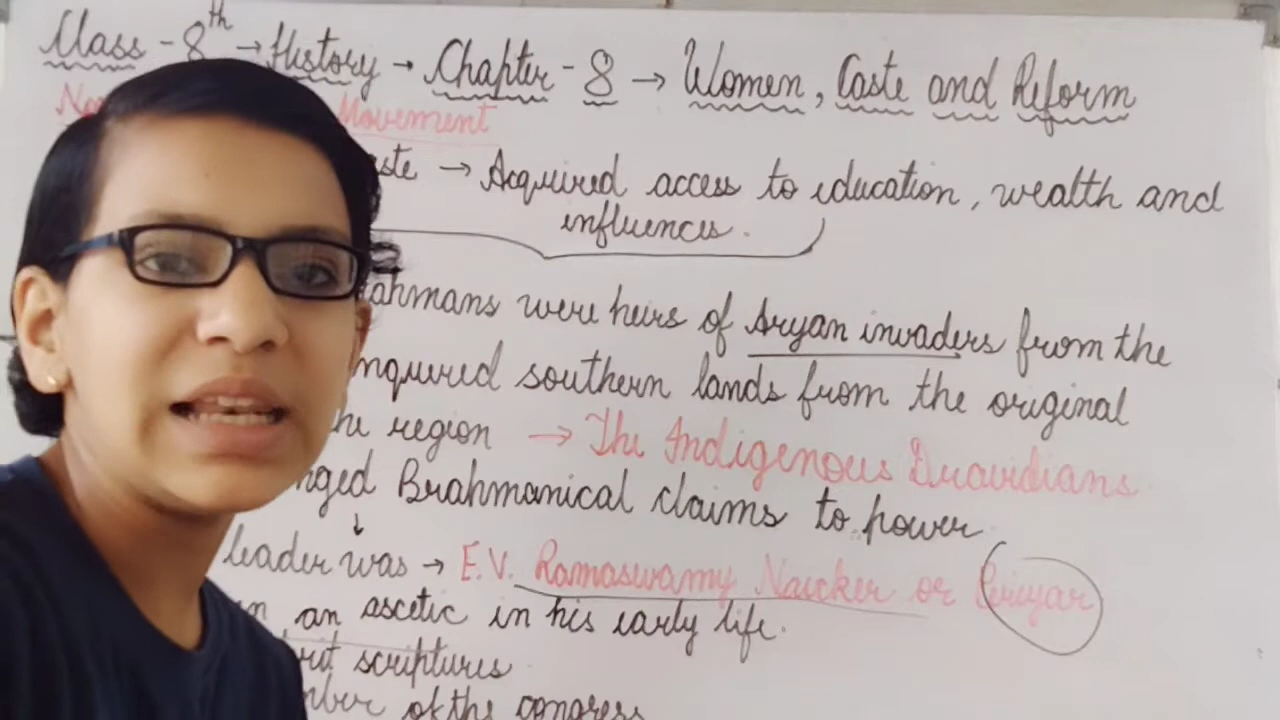 Class - 8th → History → Chapter - 8 → Women, Caste and Reform
Movement
→ Acquired access to education, wealth and
influences.
were heirs of Aryan invaders from the
southern lands from the original
region → The Indigenous Dravidians
Brahmanical claims to power
leader was → E.V. Ramaswamy Naicker or Periyar
an ascetic in his early life.
scriptures
of the congress